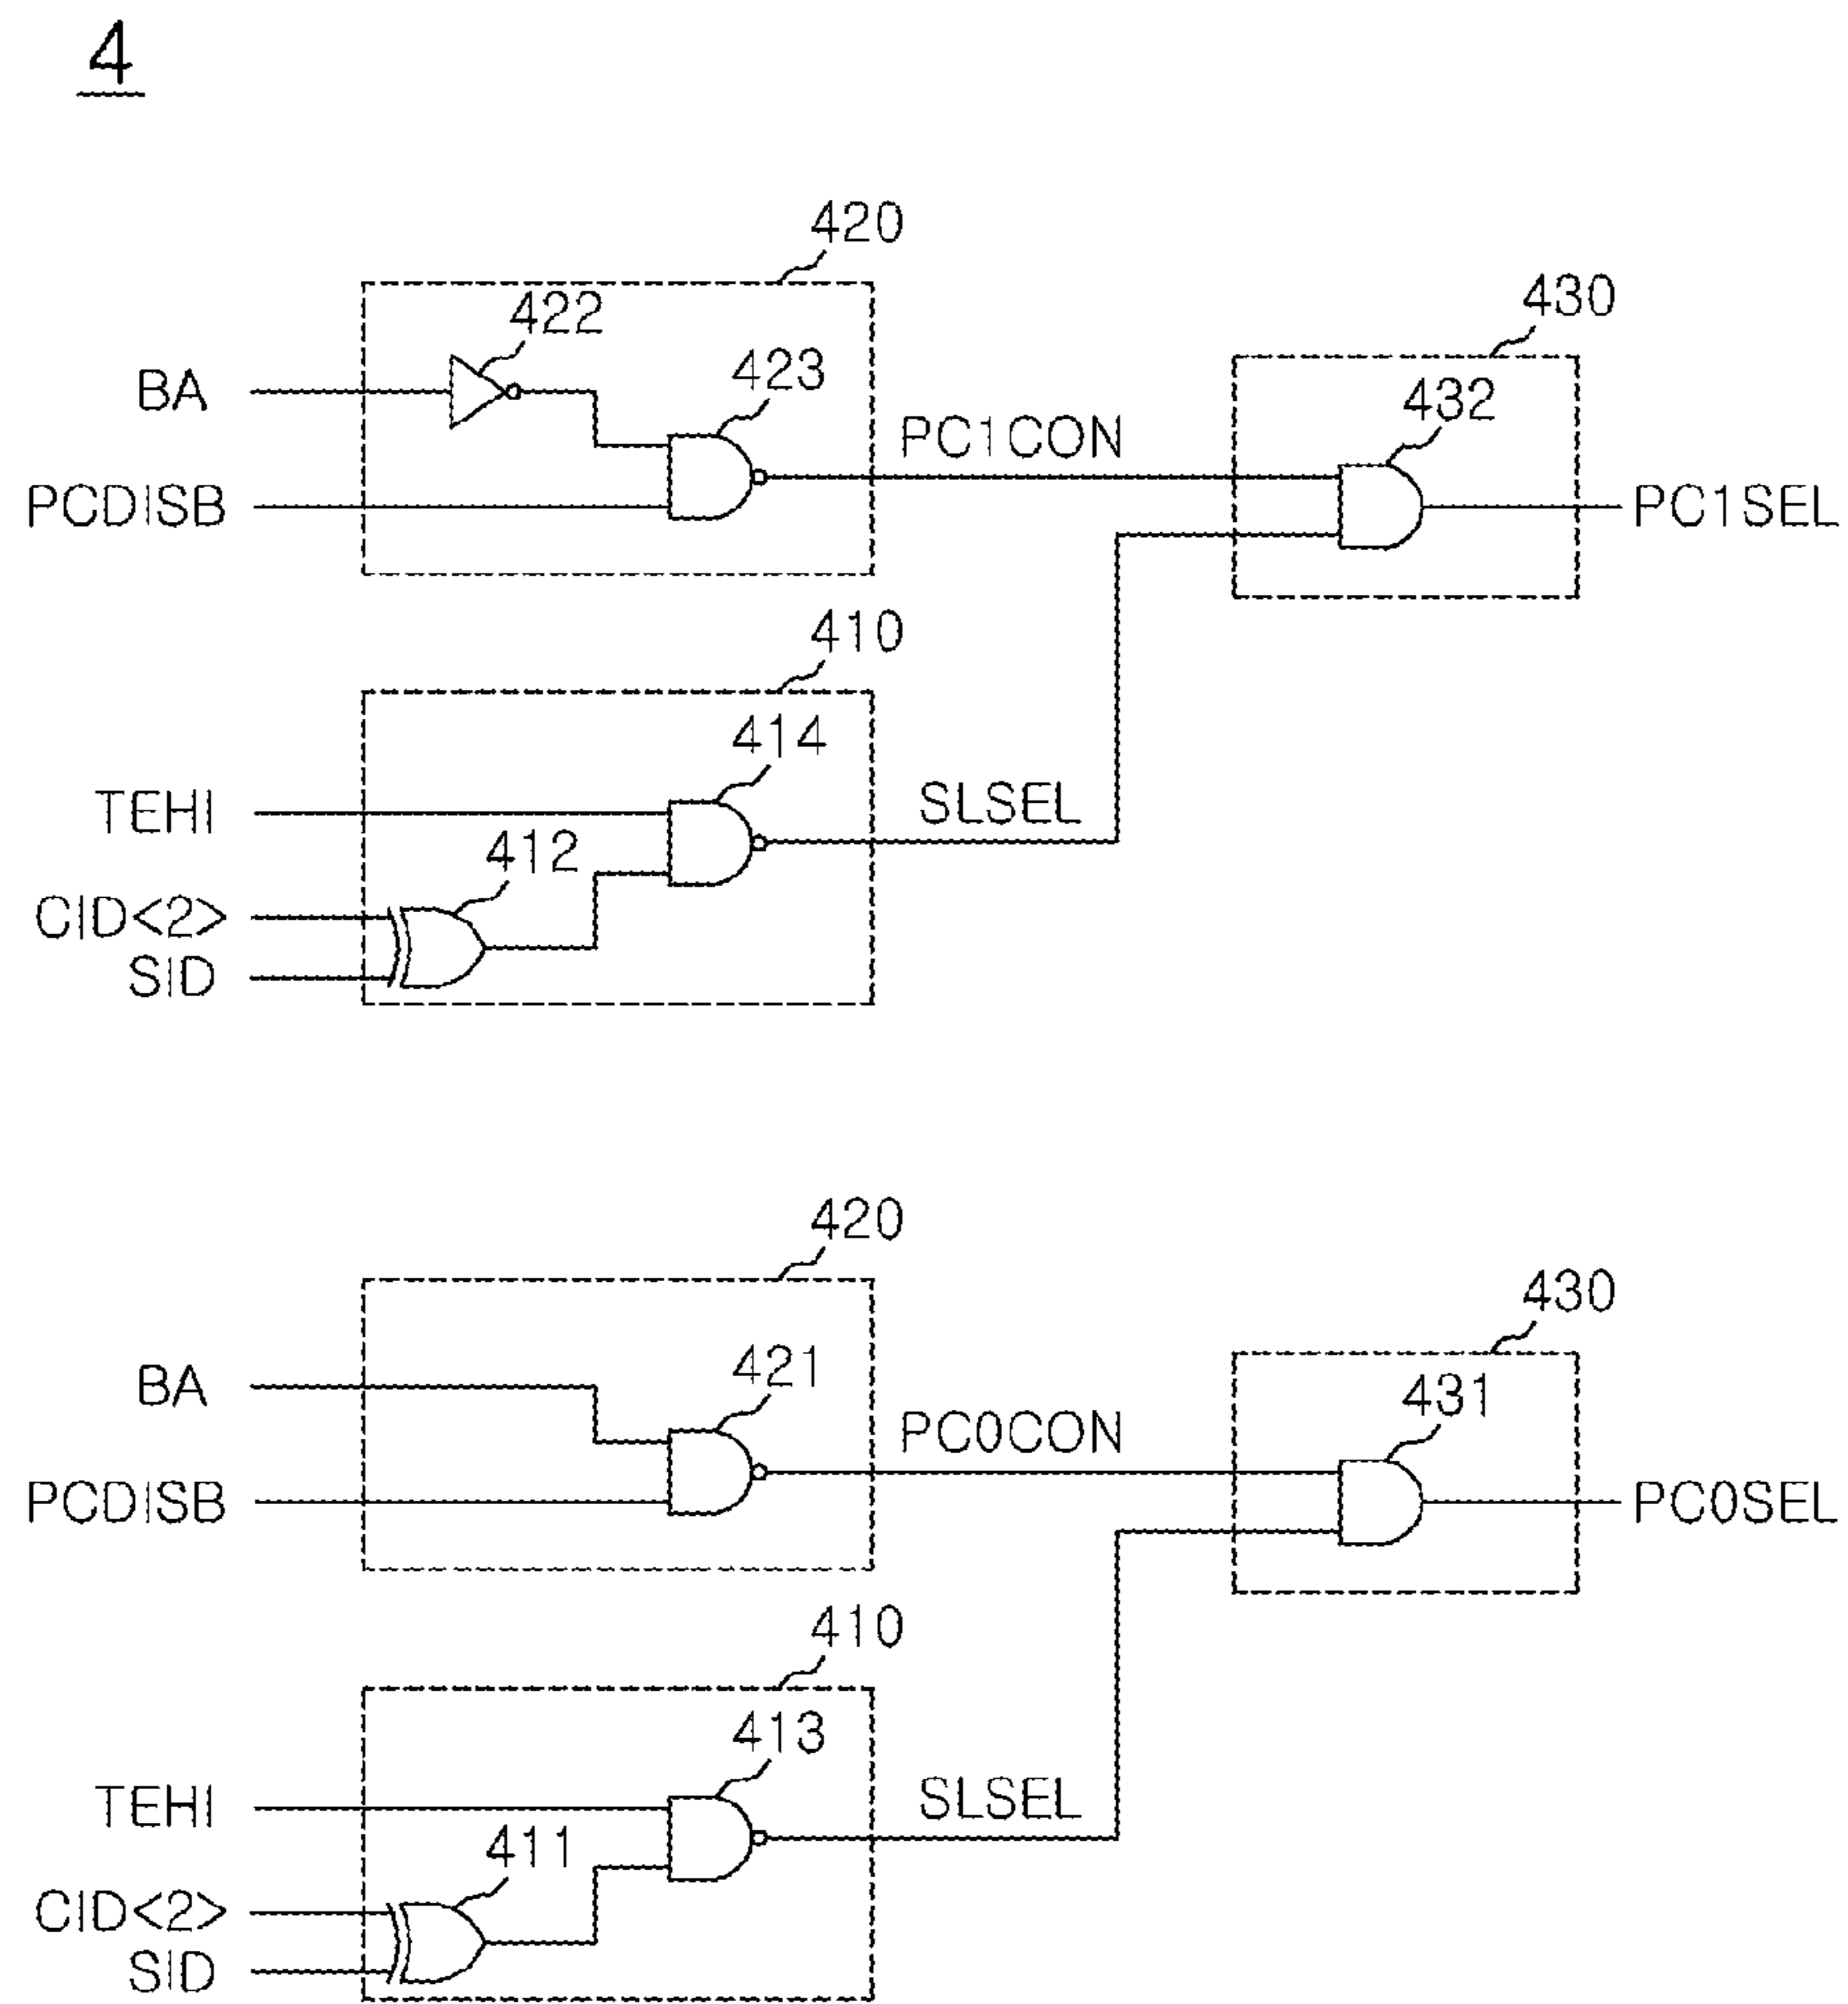 4
420
422
BA
423
PCDISB
PC1CON
430
432
PC1SEL
410
414
TEHI
412
CID<2>
SID
SLSEL
420
BA
421
PCDISB
PC0CON
430
431
PC0SEL
410
413
TEHI
411
CID<2>
SID
SLSEL